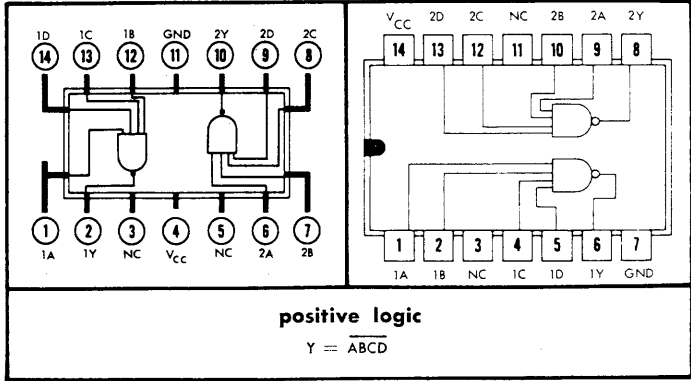 1D 1C 1B GND 2Y 2D 2C
14 13 12 11 10 9 8
1 2 3 4 5 6 7
1A 1Y NC VCC NC 2A 2B
VCC 2D 2C NC 2B 2A 2Y
14 13 12 11 10 9 8
1 2 3 4 5 6 7
1A 1B NC 1C 1D 1Y GND
positive logic
Y = A̅B̅C̅D̅